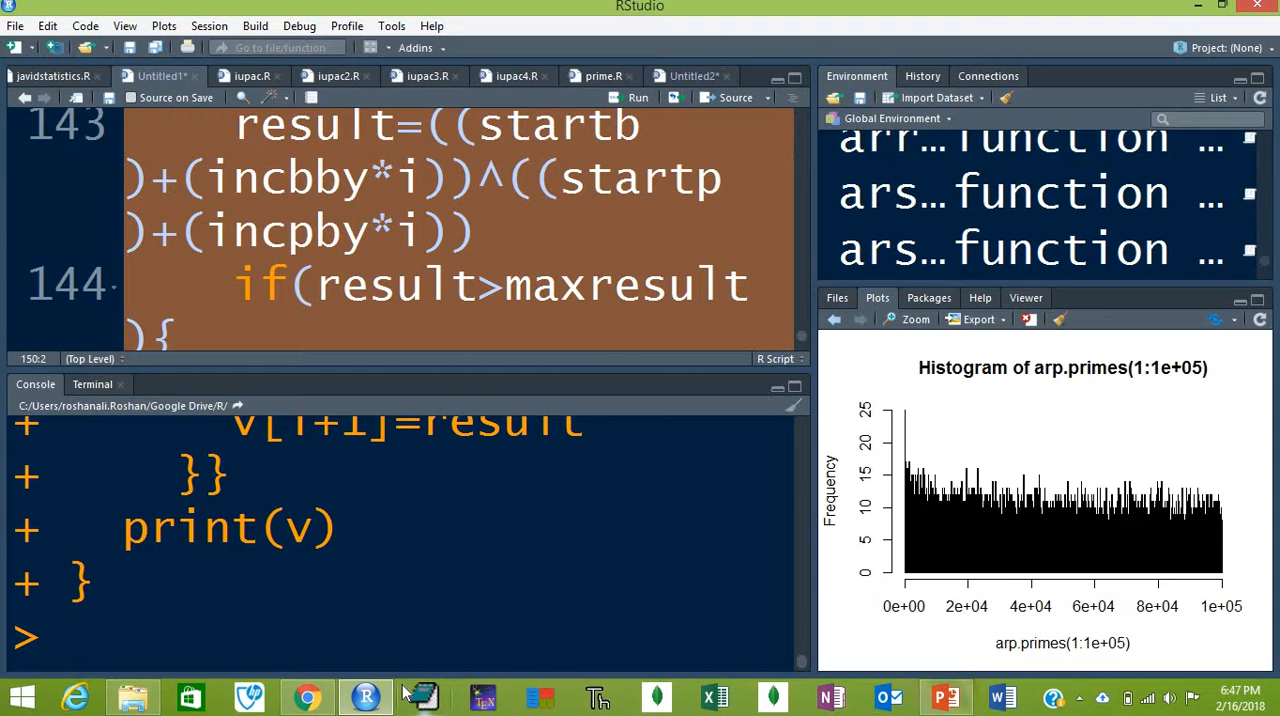 RStudio
File Edit Code View Plots Session Build Debug Profile Tools Help
Go to file/function Addins Project: (None)
javidstatistics.R Untitled1* iupac.R iupac2.R iupac3.R iupac4.R prime.R Untitled2*
Source on Save Run Source
143 result=((startb
)+(incbby*i))^((startp
)+(incpby*i))
144 if(result>maxresult
){
150:2 (Top Level) R Script
Console Terminal
C:/Users/roshanali.Roshan/Google Drive/R/
+ v[i+1]=result
+ }}
+ print(v)
+ }
>
Environment History Connections
Import Dataset List
Global Environment
arr... function ...
ars... function ...
ars... function ...
Files Plots Packages Help Viewer
Zoom Export
Histogram of arp.primes(1:1e+05)
Frequency
25
20
15
10
5
0
0e+00 2e+04 4e+04 6e+04 8e+04 1e+05
arp.primes(1:1e+05)
6:47 PM
2/16/2018